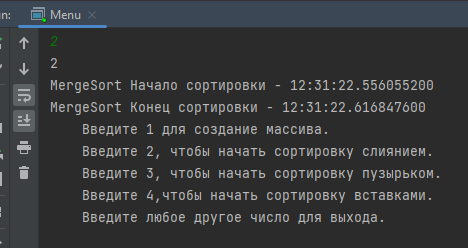 un:
Menu
2
2
MergeSort Начало сортировки - 12:31:22.556055200
MergeSort Конец сортировки - 12:31:22.616847600
Введите 1 для создание массива.
Введите 2, чтобы начать сортировку слиянием.
Введите 3, чтобы начать сортировку пузырьком.
Введите 4,чтобы начать сортировку вставками.
Введите любое другое число для выхода.